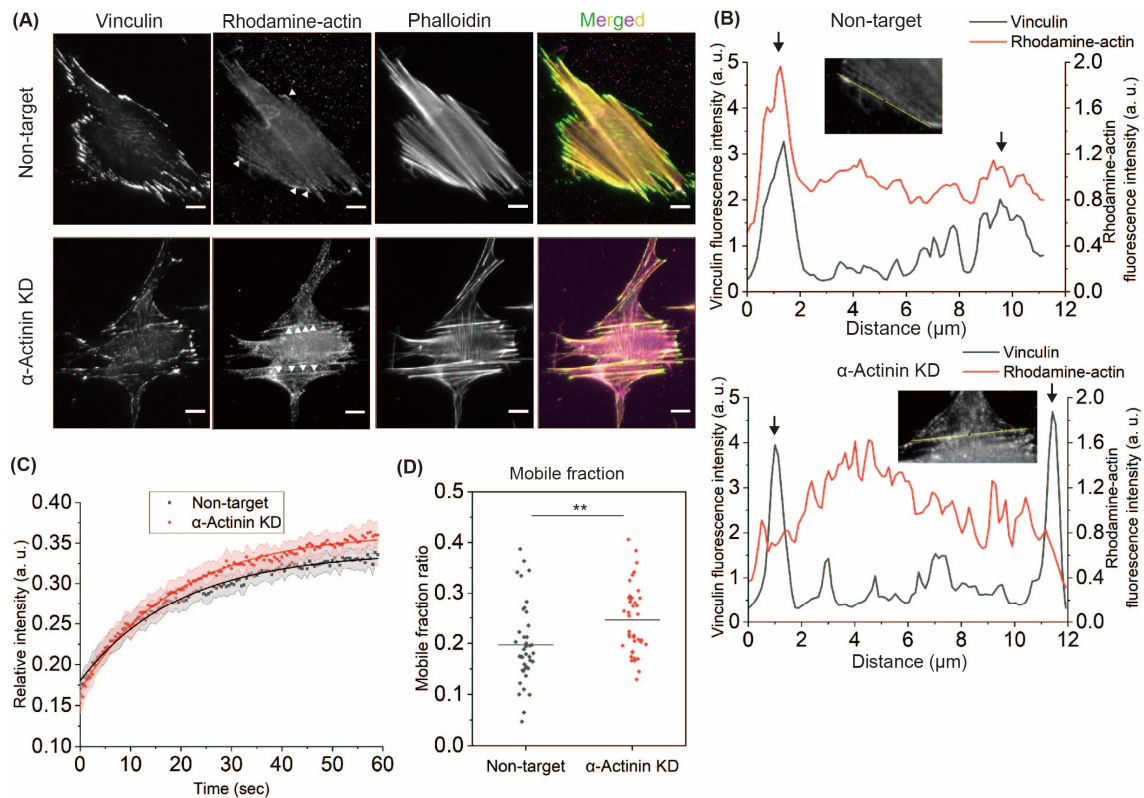 (A)
Vinculin
Rhodamine-actin
Phalloidin
Merged
Non-target
α-Actinin KD
(B)
Non-target
Vinculin
Rhodamine-actin
Vinculin fluorescence intensity (a. u.)
5
4
3
2
1
0
2.0
1.6
1.2
0.8
0.4
0.0
Rhodamine-actin
fluorescence intensity (a. u.)
0 2 4 6 8 10 12
Distance (µm)
α-Actinin KD
Vinculin
Rhodamine-actin
Vinculin fluorescence intensity (a. u.)
5
4
3
2
1
0
2.0
1.6
1.2
0.8
0.4
0.0
Rhodamine-actin
fluorescence intensity (a. u.)
0 2 4 6 8 10 12
Distance (µm)
(C)
Non-target
α-Actinin KD
Relative intensity (a. u.)
0.40
0.35
0.30
0.25
0.20
0.15
0.10
0 10 20 30 40 50 60
Time (sec)
(D)
Mobile fraction
**
Mobile fraction ratio
0.5
0.4
0.3
0.2
0.1
0.0
Non-target α-Actinin KD